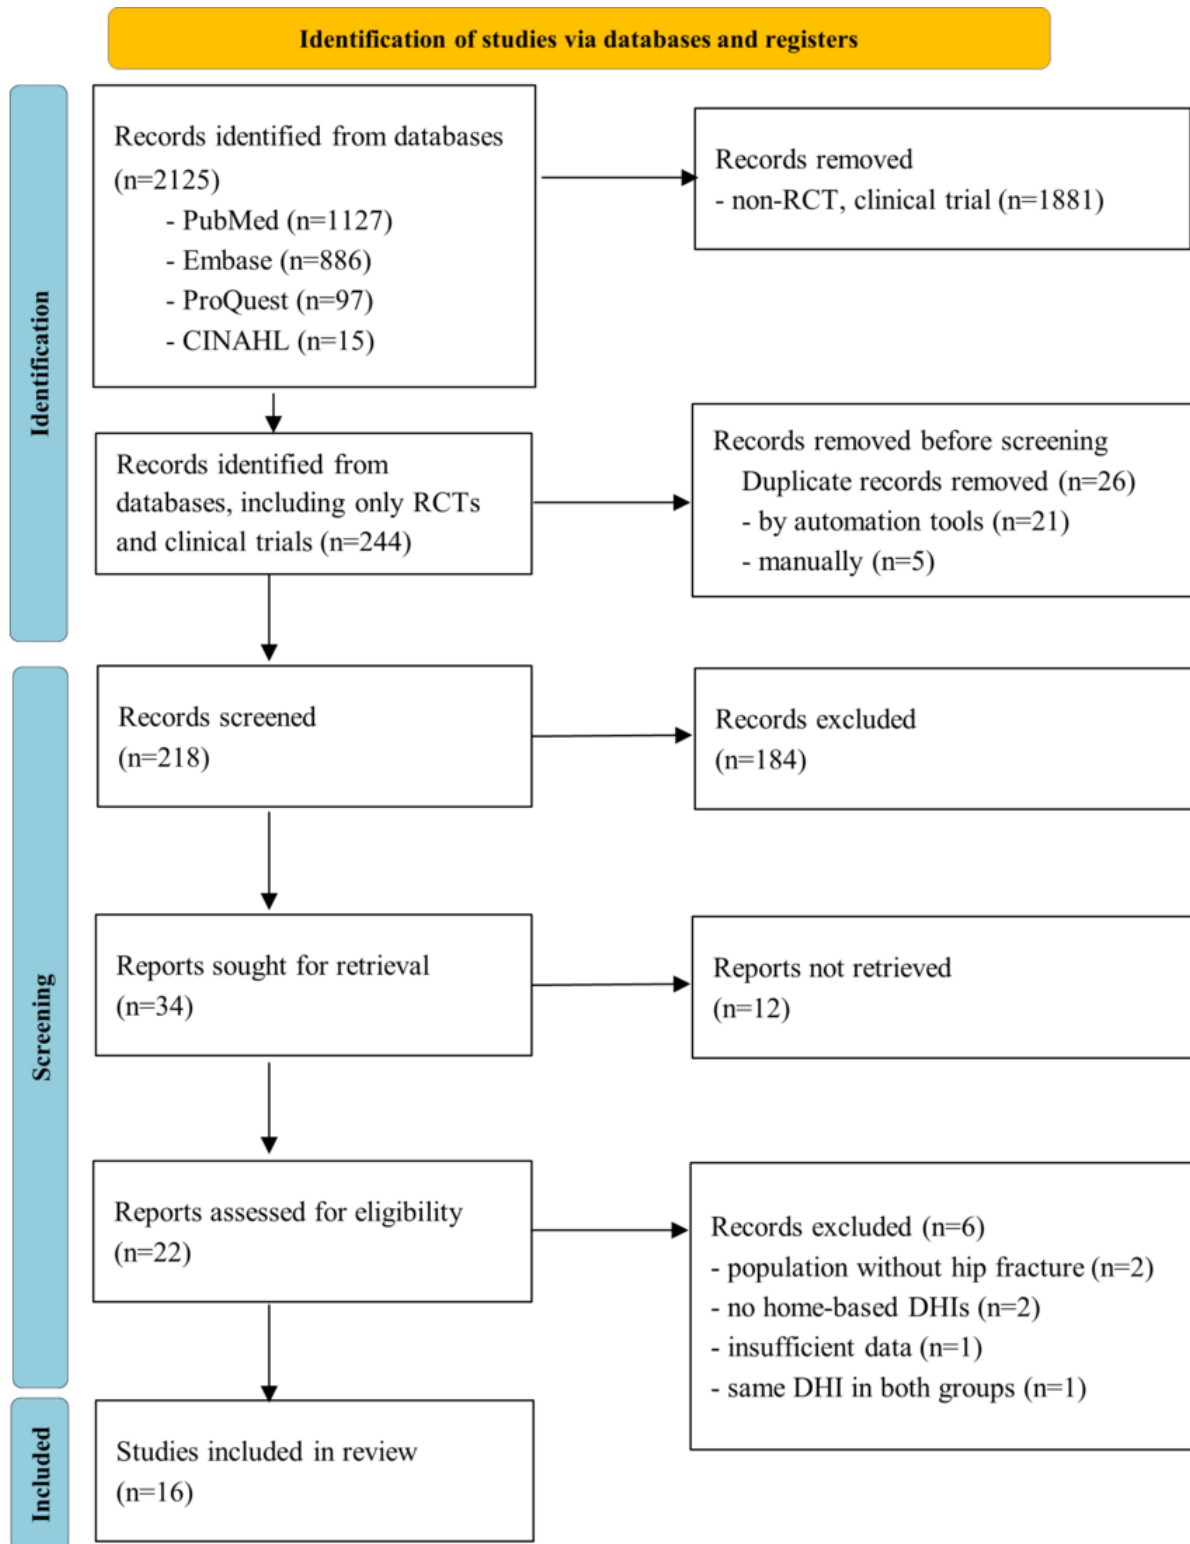 Identification of studies via databases and registers
Identification
Records identified from databases
(n=2125)
- PubMed (n=1127)
- Embase (n=886)
- ProQuest (n=97)
- CINAHL (n=15)
Records removed
- non-RCT, clinical trial (n=1881)
Records identified from
databases, including only RCTs
and clinical trials (n=244)
Records removed before screening
Duplicate records removed (n=26)
- by automation tools (n=21)
- manually (n=5)
Screening
Records screened
(n=218)
Records excluded
(n=184)
Reports sought for retrieval
(n=34)
Reports not retrieved
(n=12)
Reports assessed for eligibility
(n=22)
Records excluded (n=6)
- population without hip fracture (n=2)
- no home-based DHIs (n=2)
- insufficient data (n=1)
- same DHI in both groups (n=1)
Included
Studies included in review
(n=16)